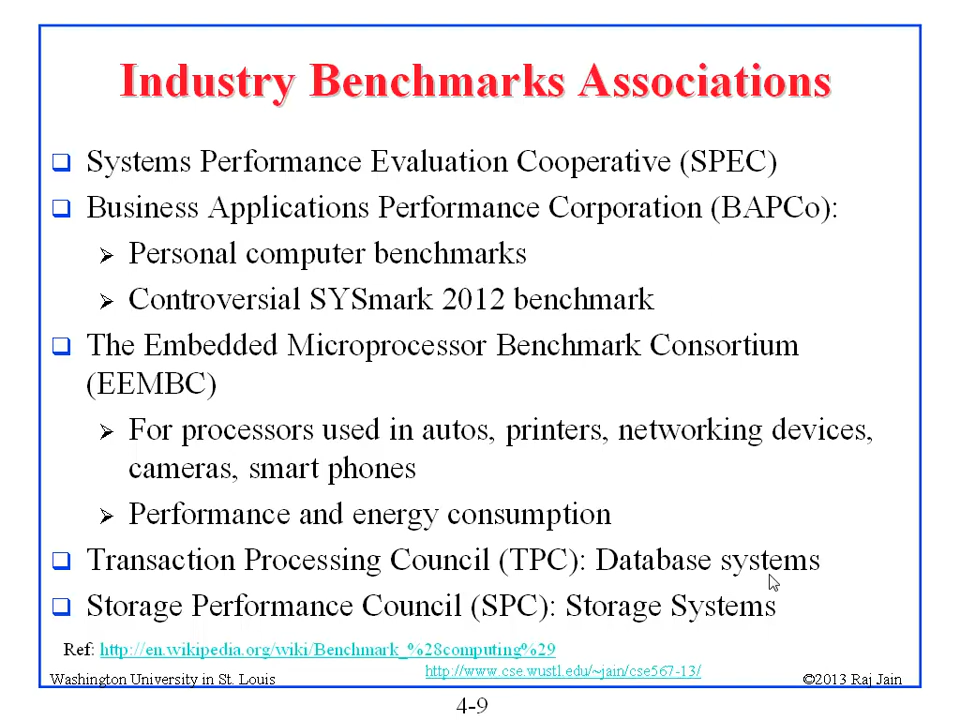 Industry Benchmarks Associations
Systems Performance Evaluation Cooperative (SPEC)
Business Applications Performance Corporation (BAPCo):
Personal computer benchmarks
Controversial SYSmark 2012 benchmark
The Embedded Microprocessor Benchmark Consortium
(EEMBC)
For processors used in autos, printers, networking devices,
cameras, smart phones
Performance and energy consumption
Transaction Processing Council (TPC): Database systems
Storage Performance Council (SPC): Storage Systems
Ref: http://en.wikipedia.org/wiki/Benchmark_%28computing%29
http://www.cse.wustl.edu/~jain/cse567-13/
Washington University in St. Louis
©2013 Raj Jain
4-9